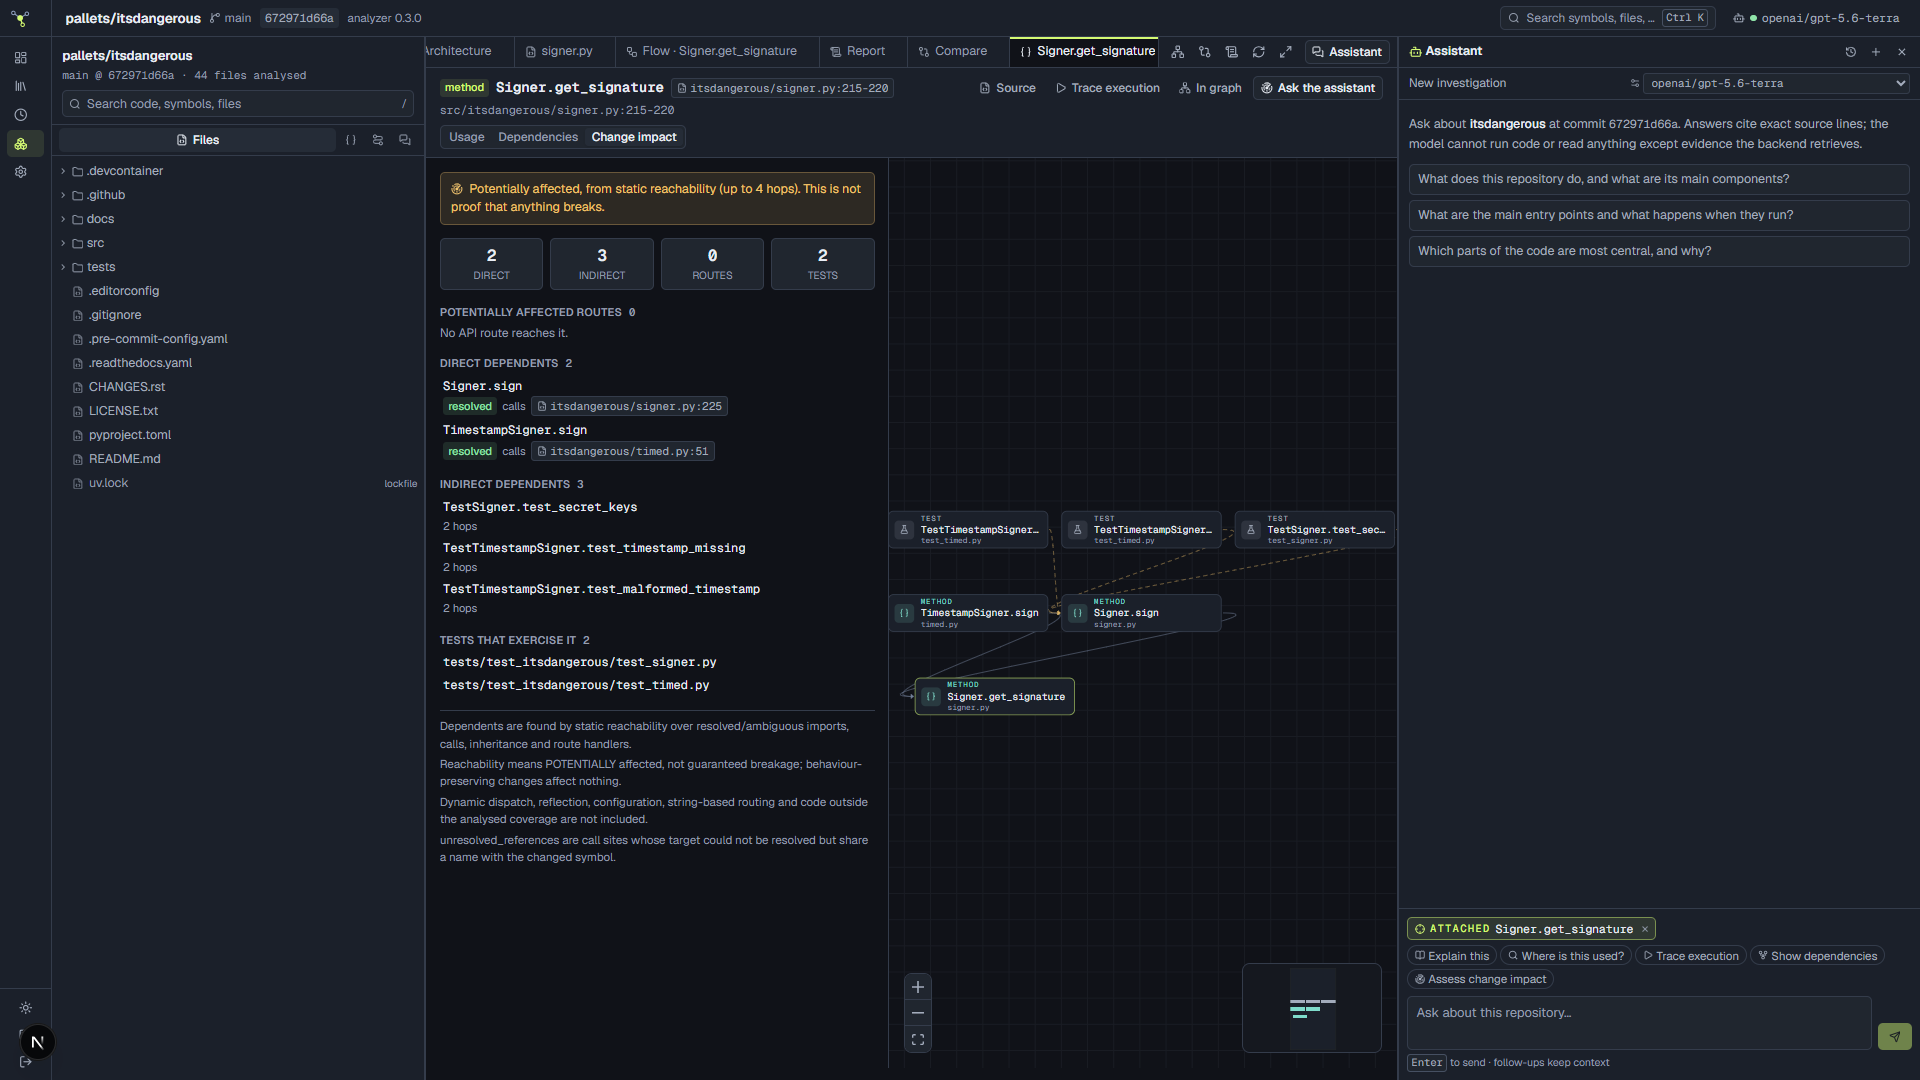 pallets/itsdangerous main 672971d66a analyzer 0.3.0
Search symbols, files, … Ctrl K
openai/gpt-5.6-terra
pallets/itsdangerous
main @ 672971d66a · 44 files analysed
Search code, symbols, files /
Files
.devcontainer
.github
docs
src
tests
.editorconfig
.gitignore
.pre-commit-config.yaml
.readthedocs.yaml
CHANGES.rst
LICENSE.txt
pyproject.toml
README.md
uv.lock lockfile
N
Architecture
signer.py
Flow · Signer.get_signature
Report
Compare
{} Signer.get_signature
Assistant
method Signer.get_signature itsdangerous/signer.py:215-220
Source Trace execution In graph Ask the assistant
src/itsdangerous/signer.py:215-220
Usage Dependencies Change impact
Potentially affected, from static reachability (up to 4 hops). This is not
proof that anything breaks.
2 3 0 2
DIRECT INDIRECT ROUTES TESTS
POTENTIALLY AFFECTED ROUTES 0
No API route reaches it.
DIRECT DEPENDENTS 2
Signer.sign
resolved calls itsdangerous/signer.py:225
TimestampSigner.sign
resolved calls itsdangerous/timed.py:51
INDIRECT DEPENDENTS 3
TestSigner.test_secret_keys
2 hops
TestTimestampSigner.test_timestamp_missing
2 hops
TestTimestampSigner.test_malformed_timestamp
2 hops
TESTS THAT EXERCISE IT 2
tests/test_itsdangerous/test_signer.py
tests/test_itsdangerous/test_timed.py
Dependents are found by static reachability over resolved/ambiguous imports,
calls, inheritance and route handlers.
Reachability means POTENTIALLY affected, not guaranteed breakage; behaviour-
preserving changes affect nothing.
Dynamic dispatch, reflection, configuration, string-based routing and code outside
the analysed coverage are not included.
unresolved_references are call sites whose target could not be resolved but share
a name with the changed symbol.
TEST
TestTimestampSigner…
test_timed.py
TEST
TestTimestampSigner…
test_timed.py
TEST
TestSigner.test_sec…
test_signer.py
METHOD
TimestampSigner.sign
timed.py
METHOD
Signer.sign
signer.py
METHOD
Signer.get_signature
signer.py
Assistant
New investigation openai/gpt-5.6-terra
Ask about itsdangerous at commit 672971d66a. Answers cite exact source lines; the
model cannot run code or read anything except evidence the backend retrieves.
What does this repository do, and what are its main components?
What are the main entry points and what happens when they run?
Which parts of the code are most central, and why?
ATTACHED Signer.get_signature ×
Explain this Where is this used? Trace execution Show dependencies
Assess change impact
Ask about this repository…
Enter to send · follow-ups keep context